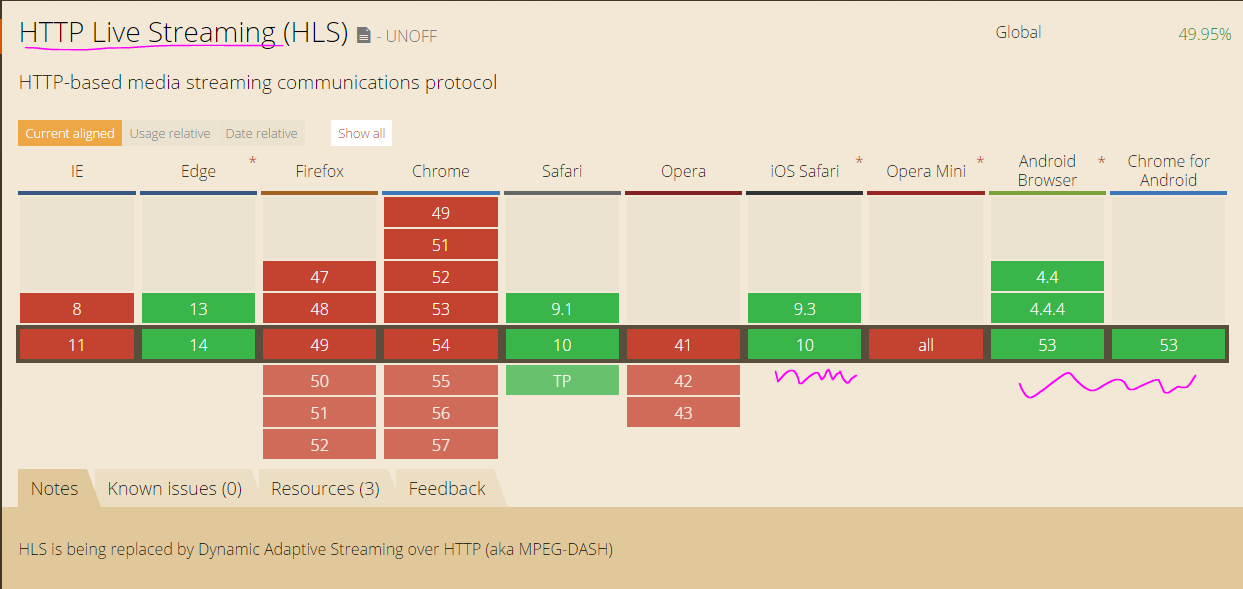 HTTP Live Streaming (HLS) - UNOFF
Global 49.95%
HTTP-based media streaming communications protocol
Current aligned Usage relative Date relative Show all
IE Edge * Firefox Chrome Safari Opera iOS Safari * Opera Mini * Android Browser * Chrome for Android
49
51
47 52
8 13 48 53 9.1 9.3 4.4
4.4.4
11 14 49 54 10 41 10 all 53 53
50 55 TP 42
51 56 43
52 57
Notes Known issues (0) Resources (3) Feedback
HLS is being replaced by Dynamic Adaptive Streaming over HTTP (aka MPEG-DASH)